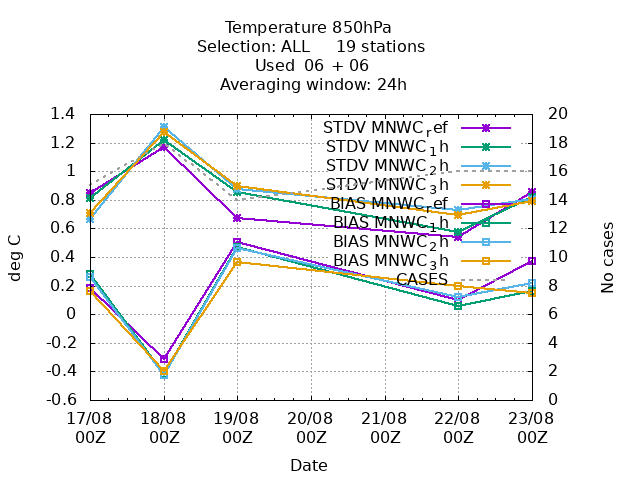 Temperature 850hPa
Selection: ALL 19 stations
Used 06 + 06
Averaging window: 24h
1.4
1.2
1
0.8
0.6
0.4
0.2
0
-0.2
-0.4
-0.6
deg C
20
18
16
14
12
10
8
6
4
2
0
No cases
STDV MNWC_ref
STDV MNWC_1h
STDV MNWC_2h
STDV MNWC_3h
BIAS MNWC_ref
BIAS MNWC_1h
BIAS MNWC_2h
BIAS MNWC_3h
CASES
17/08 18/08 19/08 20/08 21/08 22/08 23/08
00Z 00Z 00Z 00Z 00Z 00Z 00Z
Date